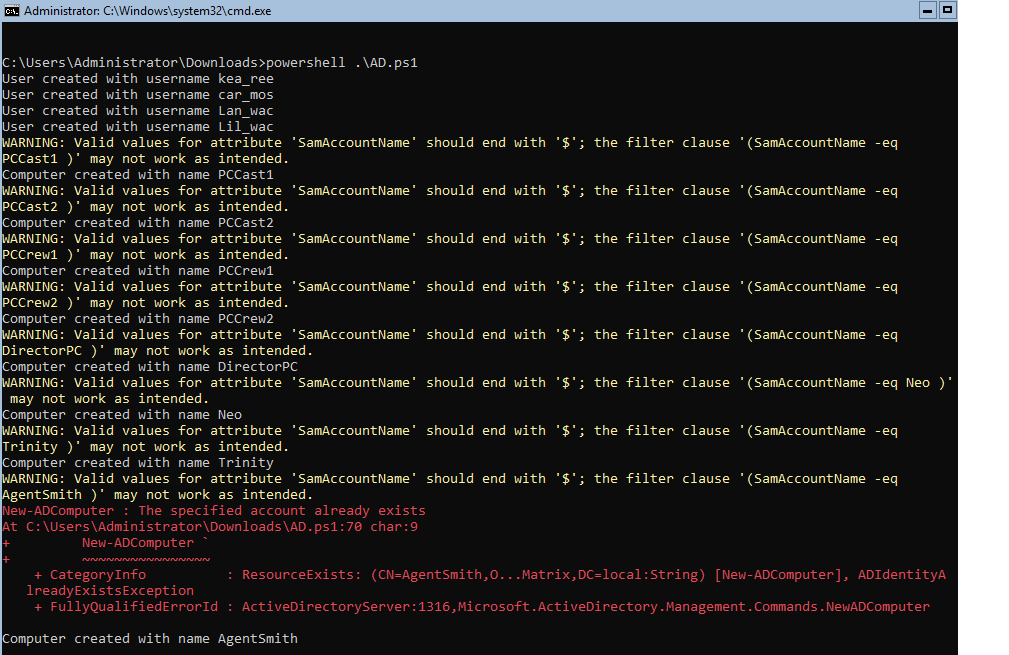 Administrator: C:\Windows\system32\cmd.exe
C:\Users\Administrator\Downloads>powershell .\AD.ps1
User created with username kea_ree
User created with username car_mos
User created with username Lan_wac
User created with username Lil_wac
WARNING: Valid values for attribute 'SamAccountName' should end with '$'; the filter clause '(SamAccountName -eq
PCCast1 )' may not work as intended.
Computer created with name PCCast1
WARNING: Valid values for attribute 'SamAccountName' should end with '$'; the filter clause '(SamAccountName -eq
PCCast2 )' may not work as intended.
Computer created with name PCCast2
WARNING: Valid values for attribute 'SamAccountName' should end with '$'; the filter clause '(SamAccountName -eq
PCCrew1 )' may not work as intended.
Computer created with name PCCrew1
WARNING: Valid values for attribute 'SamAccountName' should end with '$'; the filter clause '(SamAccountName -eq
PCCrew2 )' may not work as intended.
Computer created with name PCCrew2
WARNING: Valid values for attribute 'SamAccountName' should end with '$'; the filter clause '(SamAccountName -eq
DirectorPC )' may not work as intended.
Computer created with name DirectorPC
WARNING: Valid values for attribute 'SamAccountName' should end with '$'; the filter clause '(SamAccountName -eq Neo )'
 may not work as intended.
Computer created with name Neo
WARNING: Valid values for attribute 'SamAccountName' should end with '$'; the filter clause '(SamAccountName -eq
Trinity )' may not work as intended.
Computer created with name Trinity
WARNING: Valid values for attribute 'SamAccountName' should end with '$'; the filter clause '(SamAccountName -eq
AgentSmith )' may not work as intended.
New-ADComputer : The specified account already exists
At C:\Users\Administrator\Downloads\AD.ps1:70 char:9
+         New-ADComputer `
+         ~~~~~~~~~~~~~~~~
    + CategoryInfo          : ResourceExists: (CN=AgentSmith,O...Matrix,DC=local:String) [New-ADComputer], ADIdentityA
   lreadyExistsException
    + FullyQualifiedErrorId : ActiveDirectoryServer:1316,Microsoft.ActiveDirectory.Management.Commands.NewADComputer
Computer created with name AgentSmith